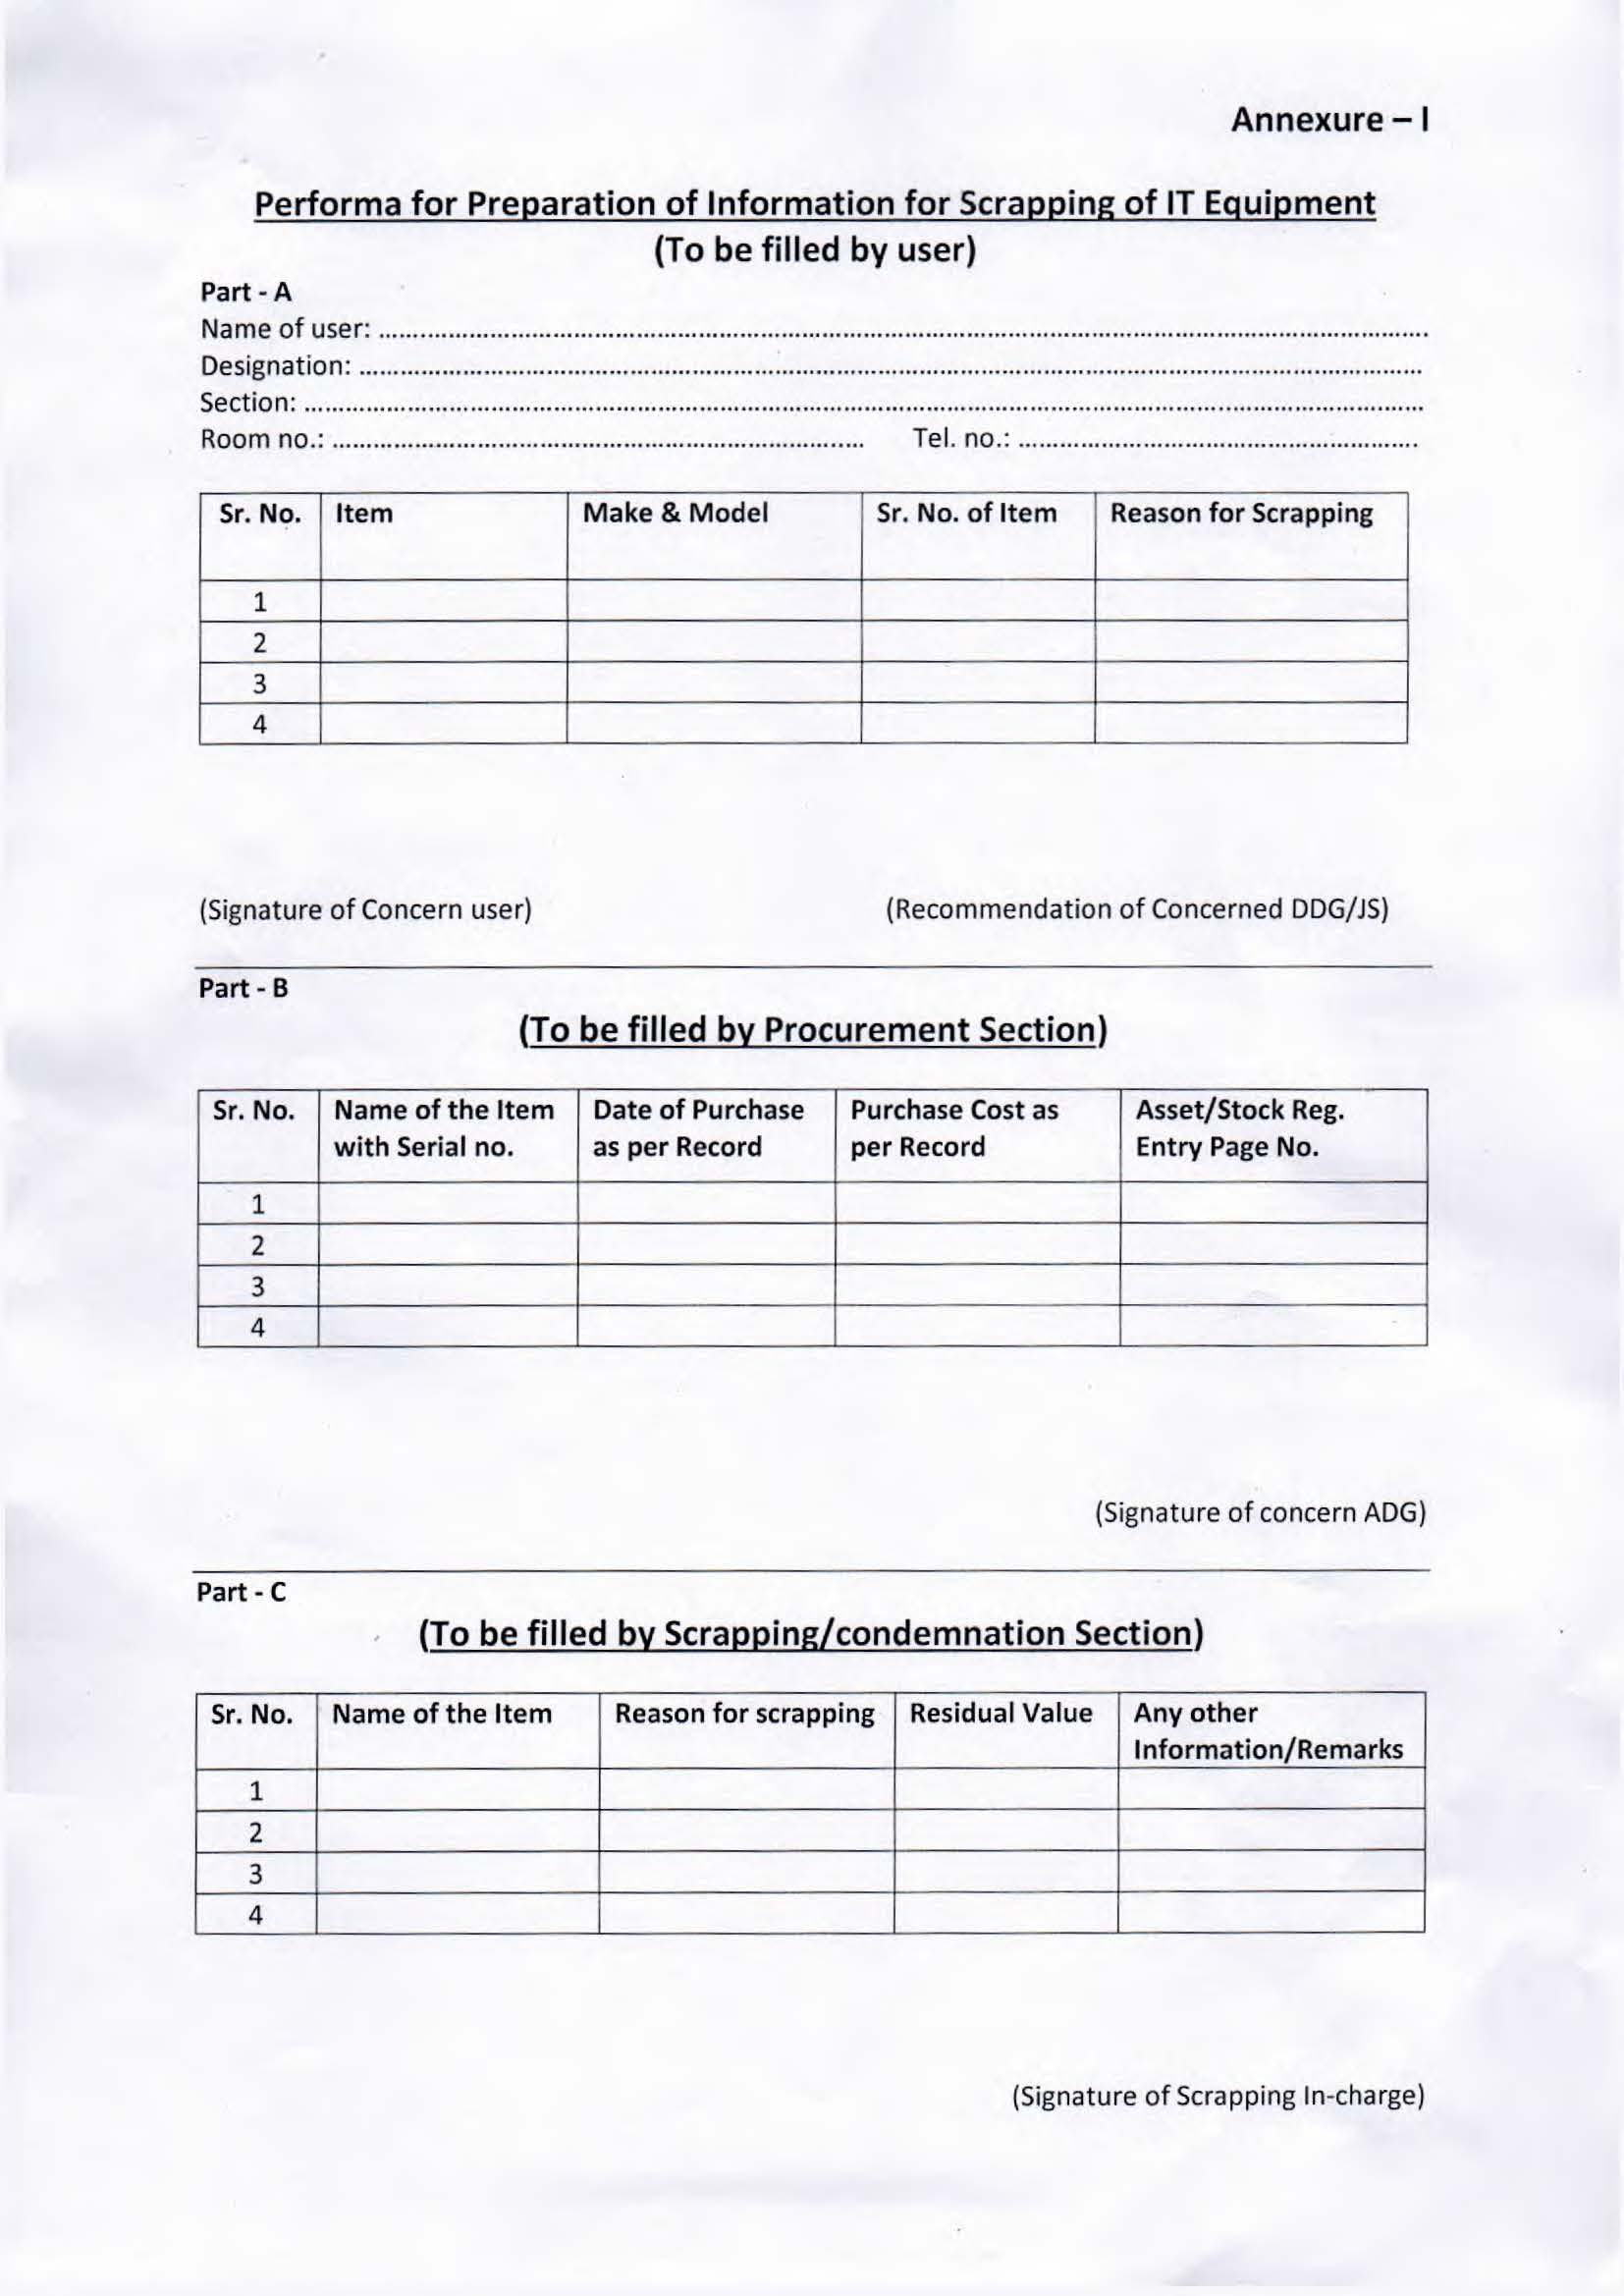 Annexure – I
Performa for Preparation of Information for Scrapping of IT Equipment
(To be filled by user)
Part - A
Name of user: ................................................................
Designation: ................................................................
Section: ................................................................
Room no.: ................................ Tel. no.: ................................
Sr. No. Item Make & Model Sr. No. of Item Reason for Scrapping
1
2
3
4
(Signature of Concern user) (Recommendation of Concerned DDG/JS)
Part - B
(To be filled by Procurement Section)
Sr. No. Name of the Item Date of Purchase Purchase Cost as Asset/Stock Reg.
with Serial no. as per Record per Record Entry Page No.
1
2
3
4
(Signature of concern ADG)
Part - C
(To be filled by Scrapping/condemnation Section)
Sr. No. Name of the Item Reason for scrapping Residual Value Any other
Information/Remarks
1
2
3
4
(Signature of Scrapping In-charge)